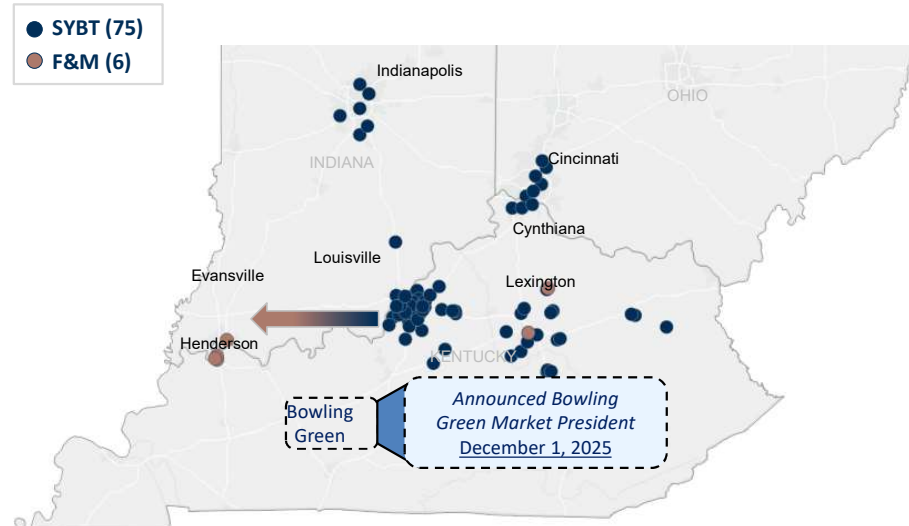 SYBT (75)
F&M (6)
Indianapolis
OHIO
INDIANA
Cincinnati
Cynthiana
Louisville
Evansville
Lexington
Henderson
KENTUCKY
Bowling
Green
Announced Bowling
Green Market President
December 1, 2025